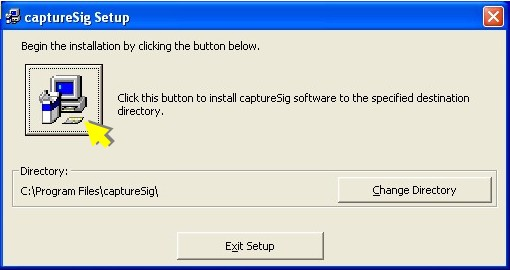 captureSig Setup
Begin the installation by clicking the button below.
Click this button to install captureSig software to the specified destination
directory.
Directory:
C:\Program Files\captureSig\
Change Directory
Exit Setup